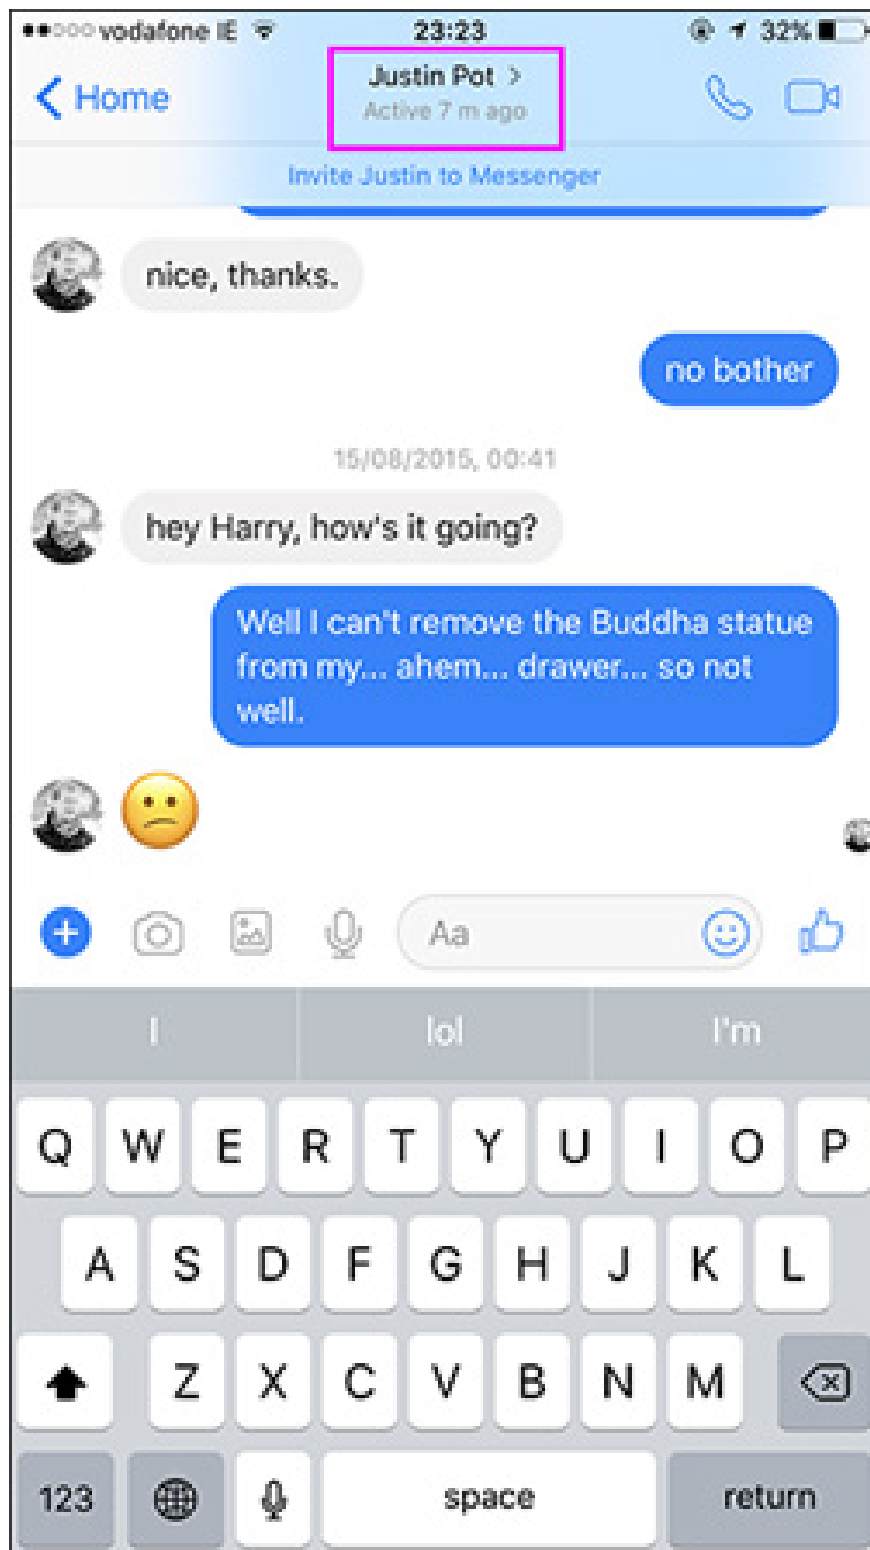 vodafone IE 23:23 32%
Home
Justin Pot >
Active 7 m ago
Invite Justin to Messenger
nice, thanks.
no bother
15/08/2015, 00:41
hey Harry, how's it going?
Well I can't remove the Buddha statue
from my... ahem... drawer... so not
well.
Aa
I lol I'm
Q W E R T Y U I O P
A S D F G H J K L
Z X C V B N M
123 space return